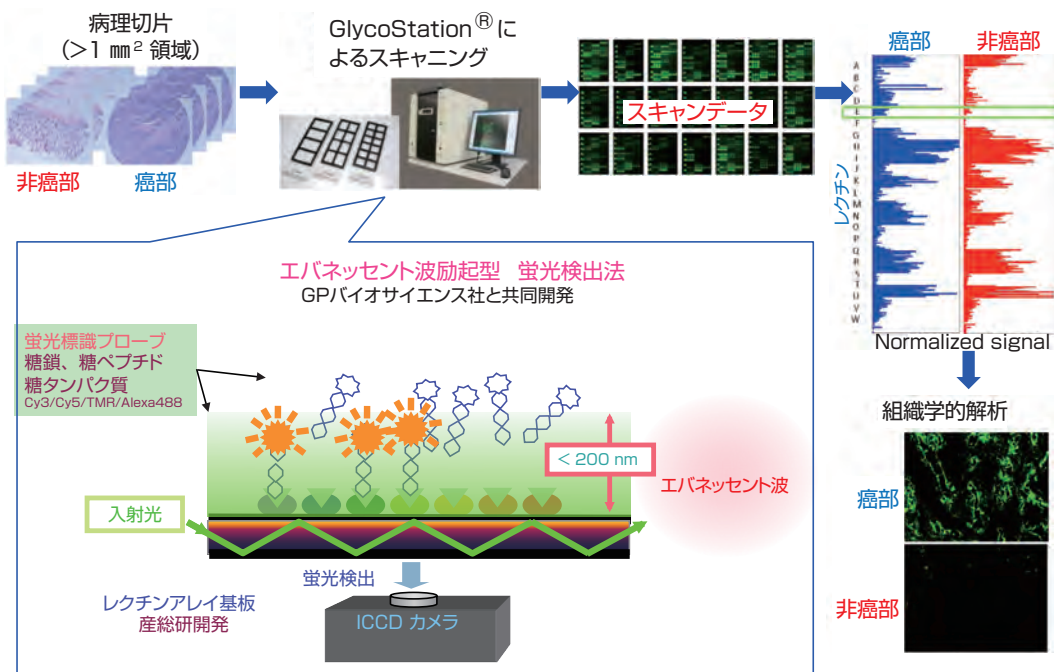 病理切片
（>1 mm² 領域）
非癌部
癌部
GlycoStation®に
よるスキャニング
スキャンデータ
癌部
非癌部
レクチン
A
B
C
D
E
F
G
H
I
J
K
L
M
N
O
P
Q
R
S
T
U
V
W
Normalized signal
エバネッセント波励起型 蛍光検出法
GPバイオサイエンス社と共同開発
蛍光標識プローブ
糖鎖、糖ペプチド
糖タンパク質
Cy3/Cy5/TMR/Alexa488
< 200 nm
エバネッセント波
入射光
蛍光検出
レクチンアレイ基板
産総研開発
ICCD カメラ
組織学的解析
癌部
非癌部